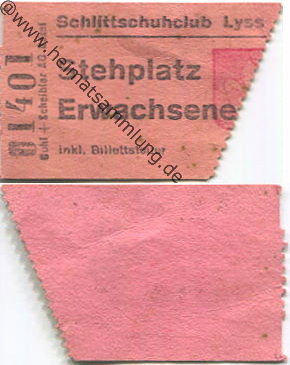 Schlittschuhclub Lyss
Stehplatz
Erwachsene
inkl. Billettsteuer
01401
www.heimatsammlung.de